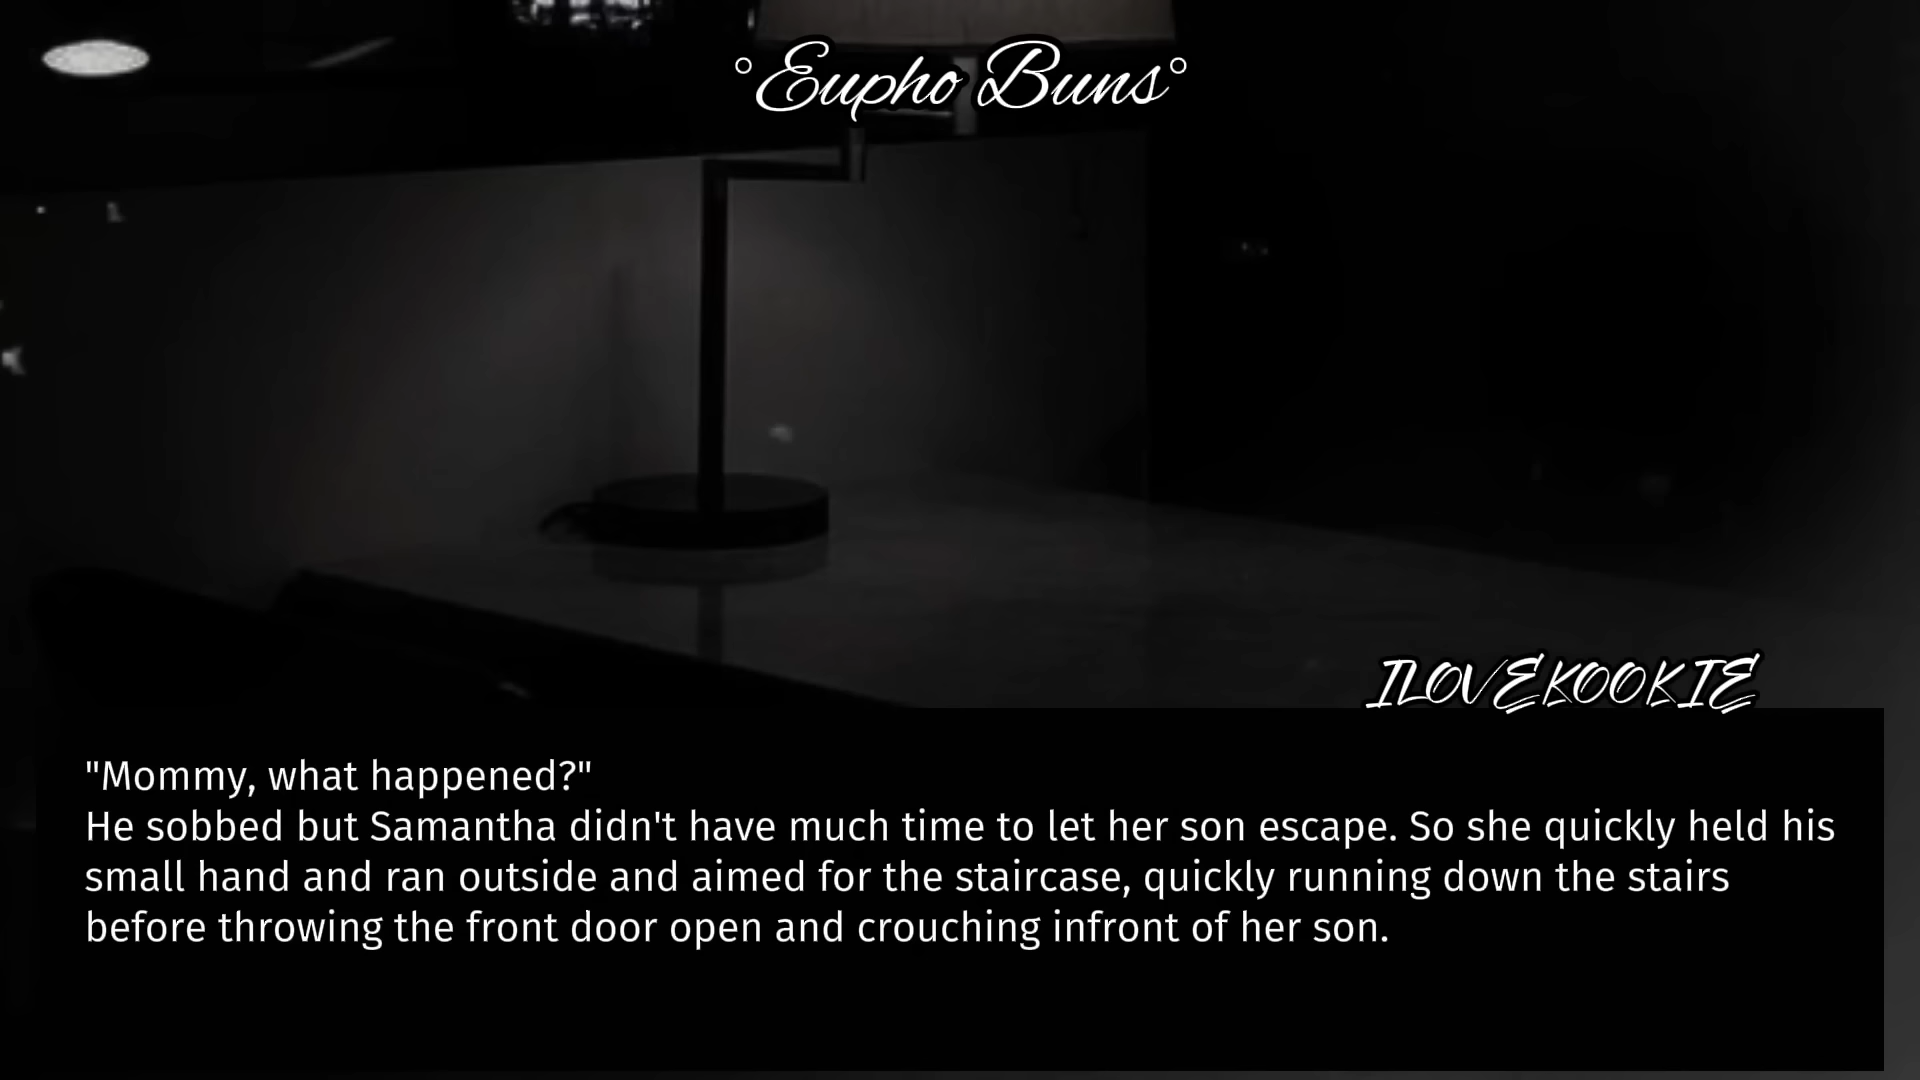 °Eupho Buns°
ILOVEKOOKIE
"Mommy, what happened?"
He sobbed but Samantha didn't have much time to let her son escape. So she quickly held his
small hand and ran outside and aimed for the staircase, quickly running down the stairs
before throwing the front door open and crouching infront of her son.